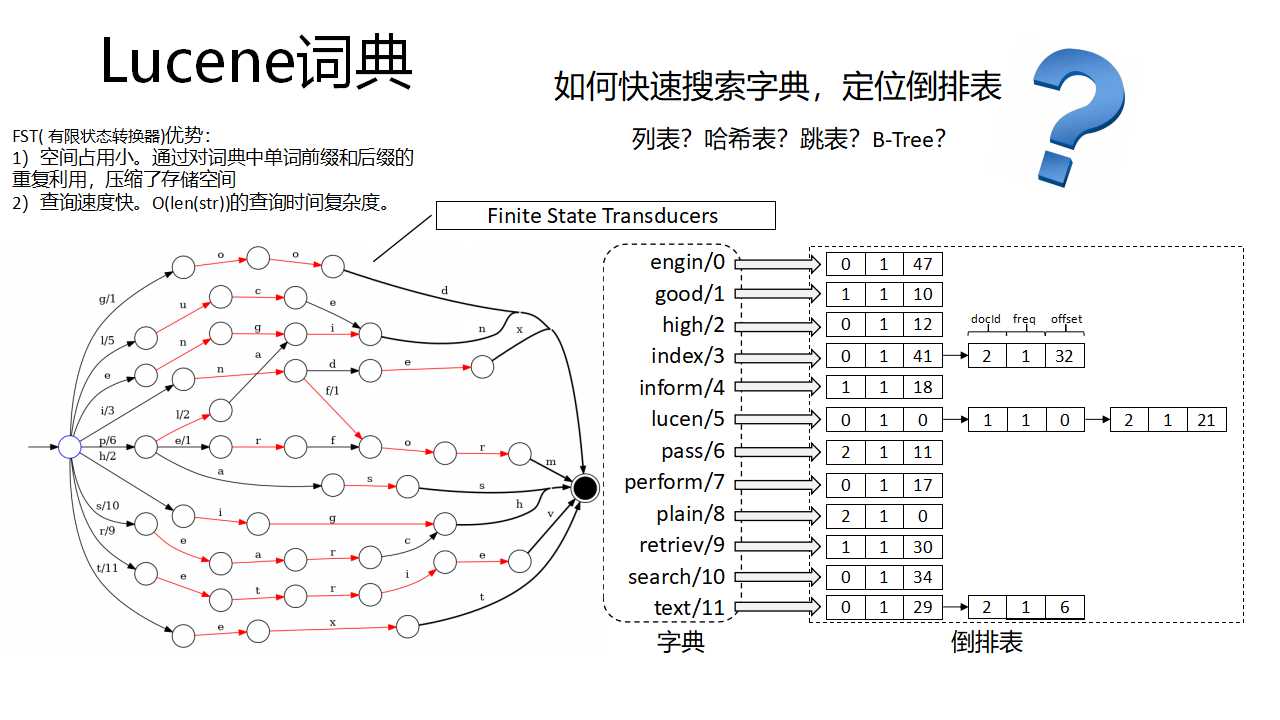 Lucene词典
如何快速搜索字典，定位倒排表
列表？哈希表？跳表？B-Tree？
FST( 有限状态转换器)优势：
1）空间占用小。通过对词典中单词前缀和后缀的
重复利用，压缩了存储空间
2）查询速度快。O(len(str))的查询时间复杂度。
Finite State Transducers
g/1 o o d
l/5 u c e n x
e n g i
a
i/3 n d e
f/1
l/2
p/6 e/1 r f o r m
h/2
a s s
s/10 i g h v
r/9 e a r c
t/11 e t r i e
e x t
engin/0 0 1 47
good/1 1 1 10
high/2 0 1 12
docId freq offset
index/3 0 1 41 2 1 32
inform/4 1 1 18
lucen/5 0 1 0 1 1 0 2 1 21
pass/6 2 1 11
perform/7 0 1 17
plain/8 2 1 0
retriev/9 1 1 30
search/10 0 1 34
text/11 0 1 29 2 1 6
字典 倒排表